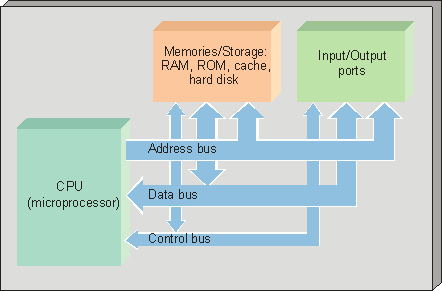 Memories/Storage:
RAM, ROM, cache,
hard disk
Input/Output
ports
Address bus
CPU
(microprocessor)
Data bus
Control bus